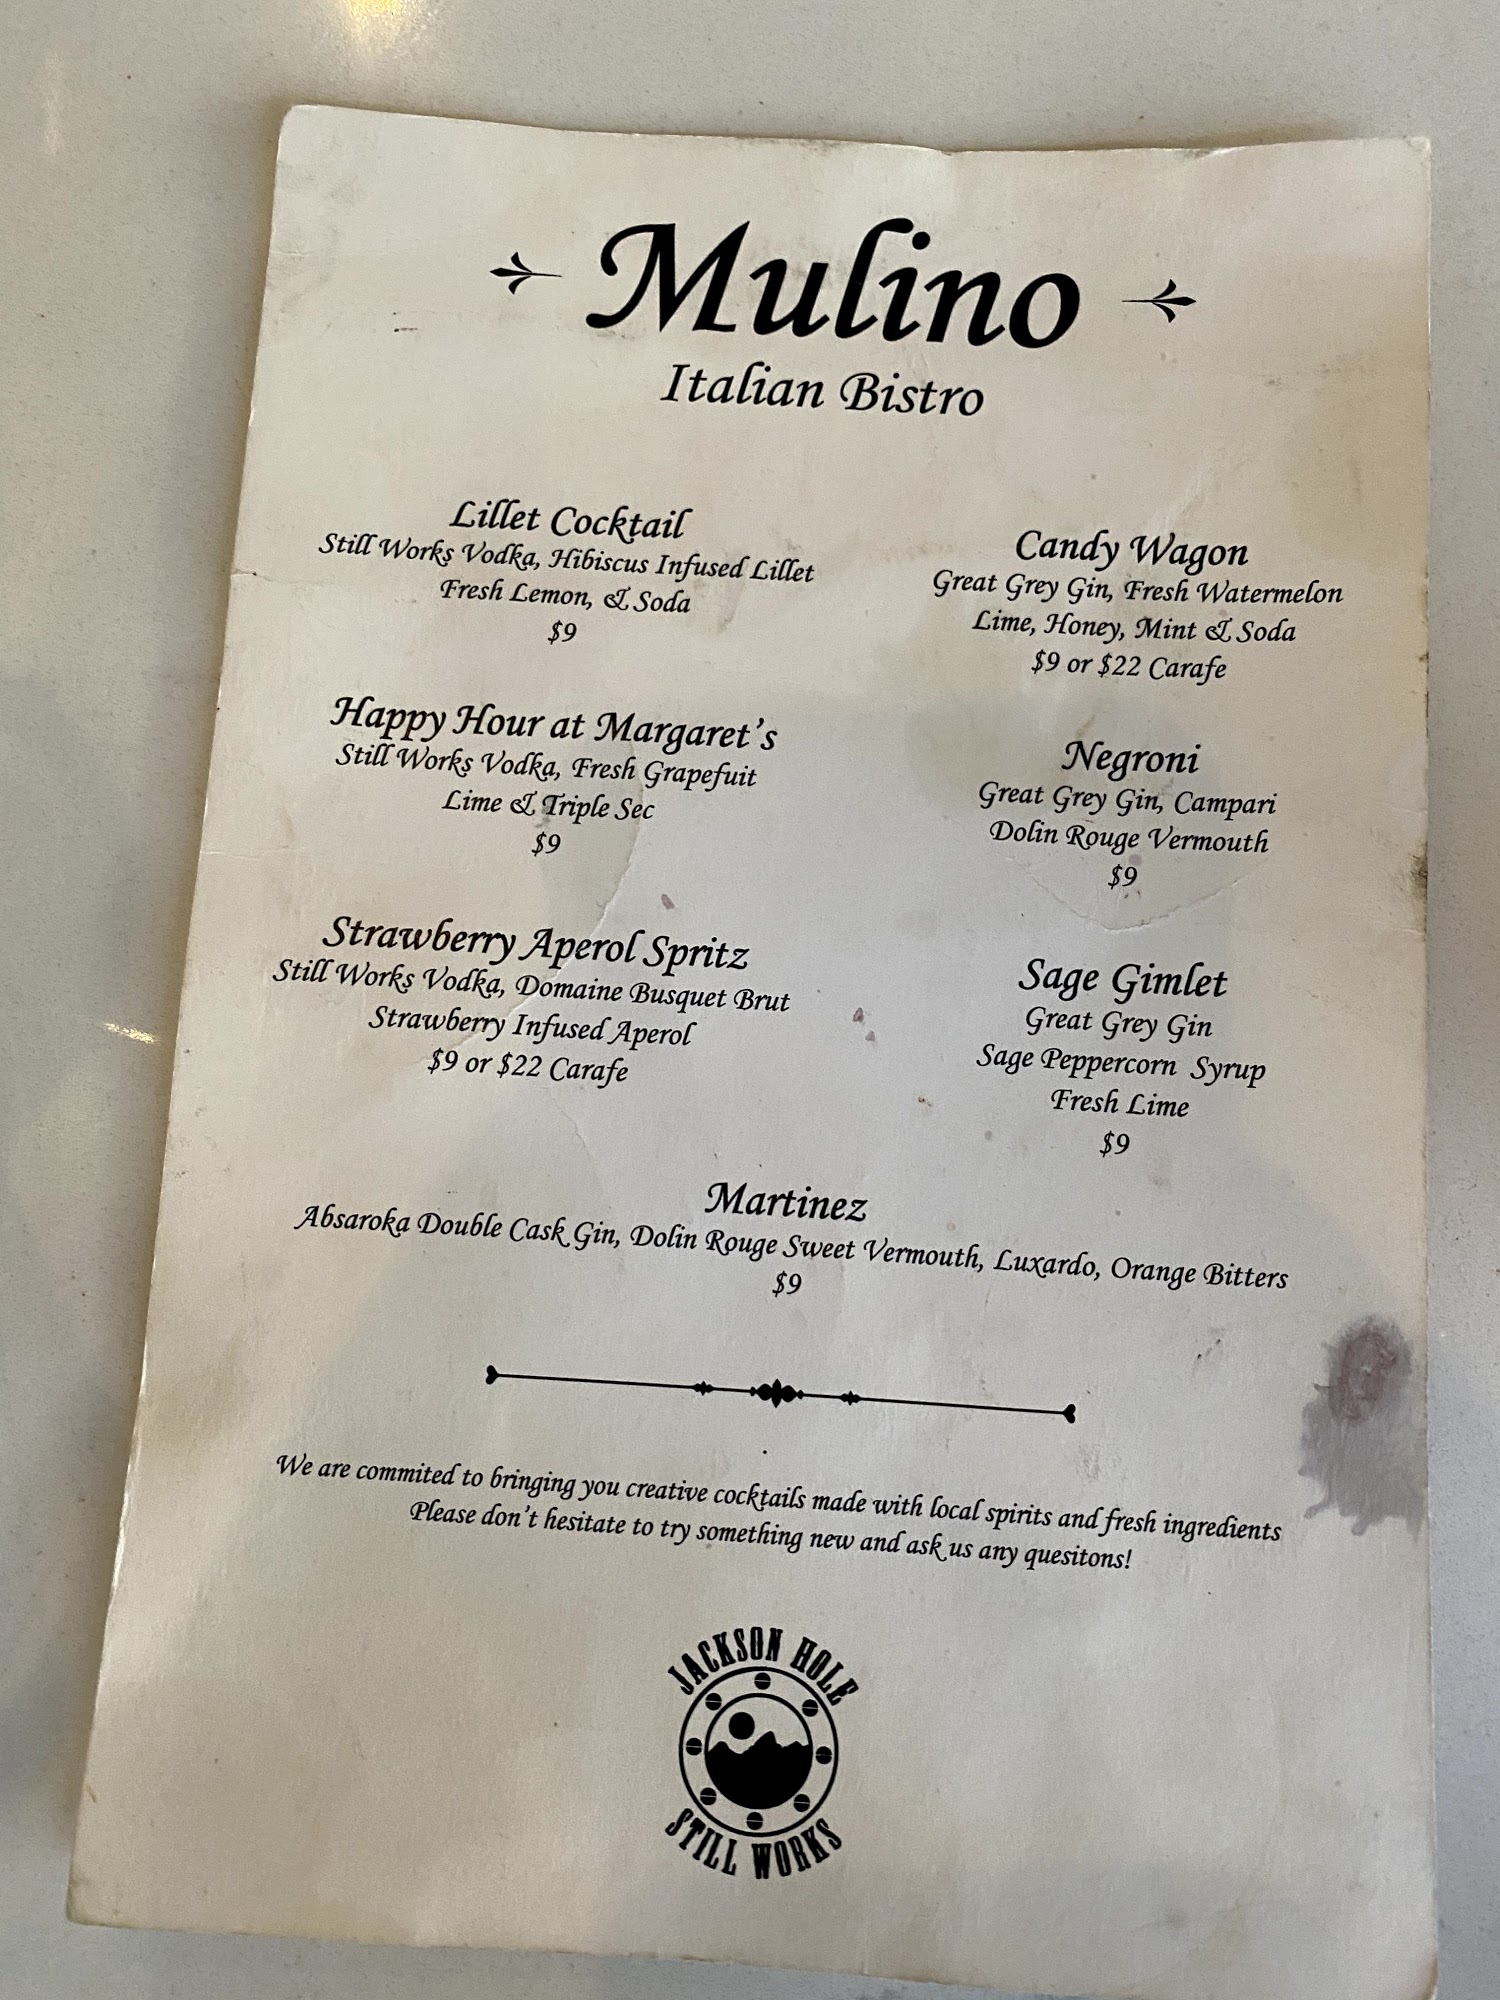 Mulino
Italian Bistro
Lillet Cocktail
Still Works Vodka, Hibiscus Infused Lillet
Fresh Lemon, & Soda
$9
Happy Hour at Margaret's
Still Works Vodka, Fresh Grapefuit
Lime & Triple Sec
$9
Strawberry Aperol Spritz
Still Works Vodka, Domaine Busquet Brut
Strawberry Infused Aperol
$9 or $22 Carafe
Candy Wagon
Great Grey Gin, Fresh Watermelon
Lime, Honey, Mint & Soda
$9 or $22 Carafe
Negroni
Great Grey Gin, Campari
Dolin Rouge Vermouth
$9
Sage Gimlet
Great Grey Gin
Sage Peppercorn Syrup
Fresh Lime
$9
Martinez
Absaroka Double Cask Gin, Dolin Rouge Sweet Vermouth, Luxardo, Orange Bitters
$9
We are commited to bringing you creative cocktails made with local spirits and fresh ingredients
Please don't hesitate to try something new and ask us any quesitons!
JACKSON HOLE
STILL WORKS